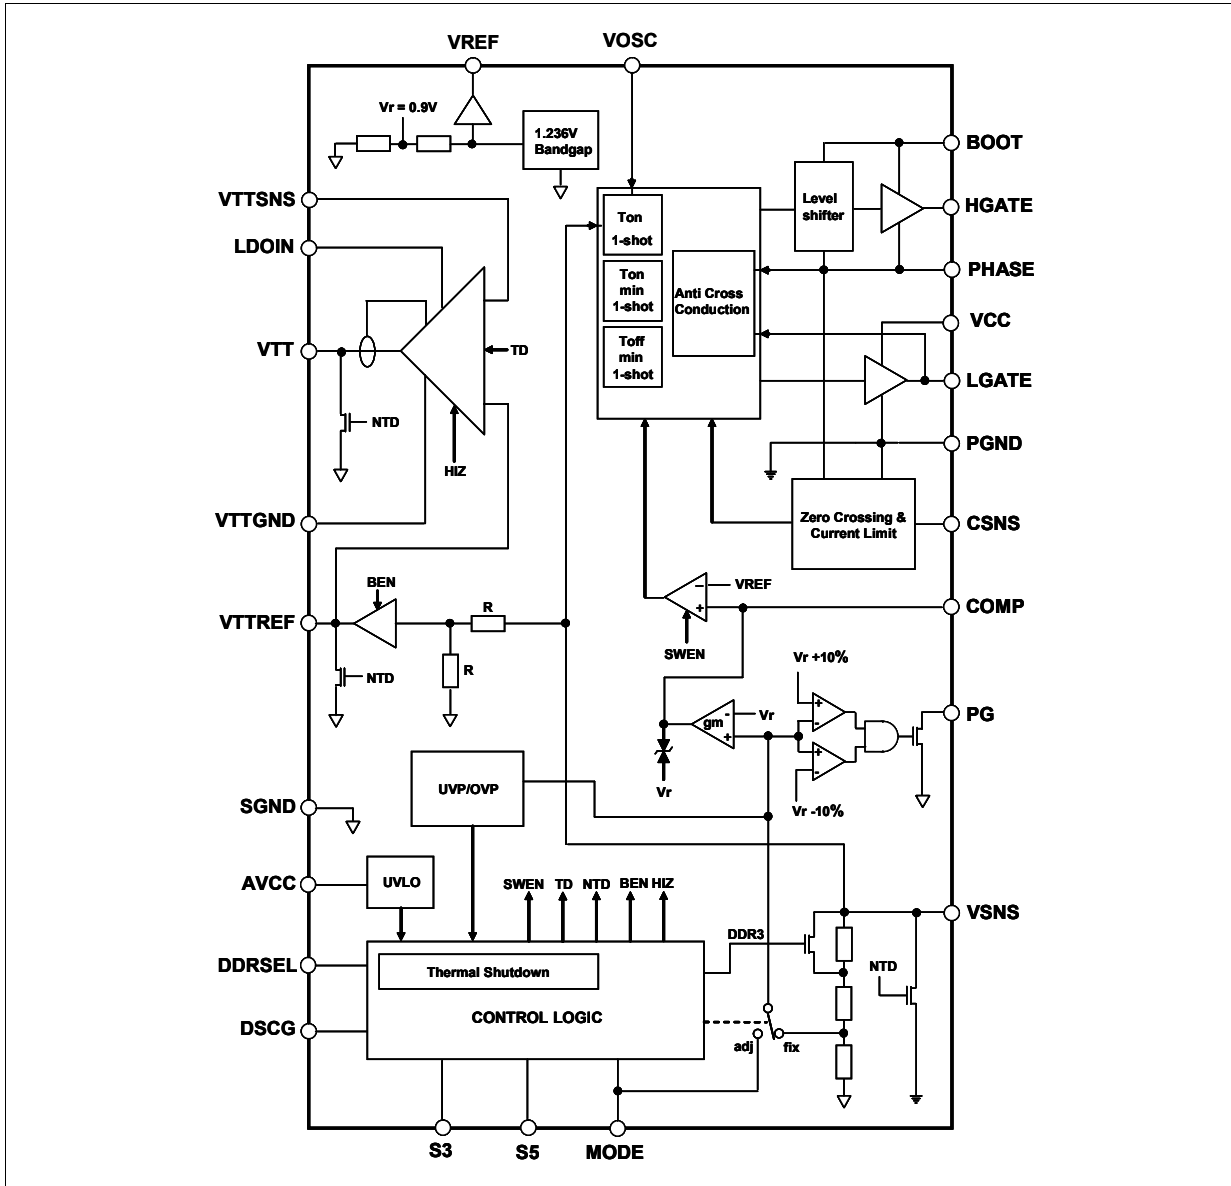 VREF
VOSC
Vr = 0.9V
1.236V
Bandgap
BOOT
VTTSNS
Level
shifter
HGATE
Ton
1-shot
LDOIN
PHASE
Ton
min
1-shot
Anti Cross
Conduction
VCC
VTT
TD
Toff
min
1-shot
LGATE
NTD
PGND
HIZ
VTTGND
Zero Crossing &
Current Limit
CSNS
BEN
VREF
R
COMP
VTTREF
SWEN
Vr +10%
R
NTD
gm
Vr
PG
UVP/OVP
Vr
Vr -10%
SGND
AVCC
UVLO
SWEN
TD
NTD
BEN
HIZ
VSNS
DDR3
DDRSEL
Thermal Shutdown
NTD
CONTROL LOGIC
DSCG
adj
fix
S3
S5
MODE
+
-
+
-
-
+
−
+